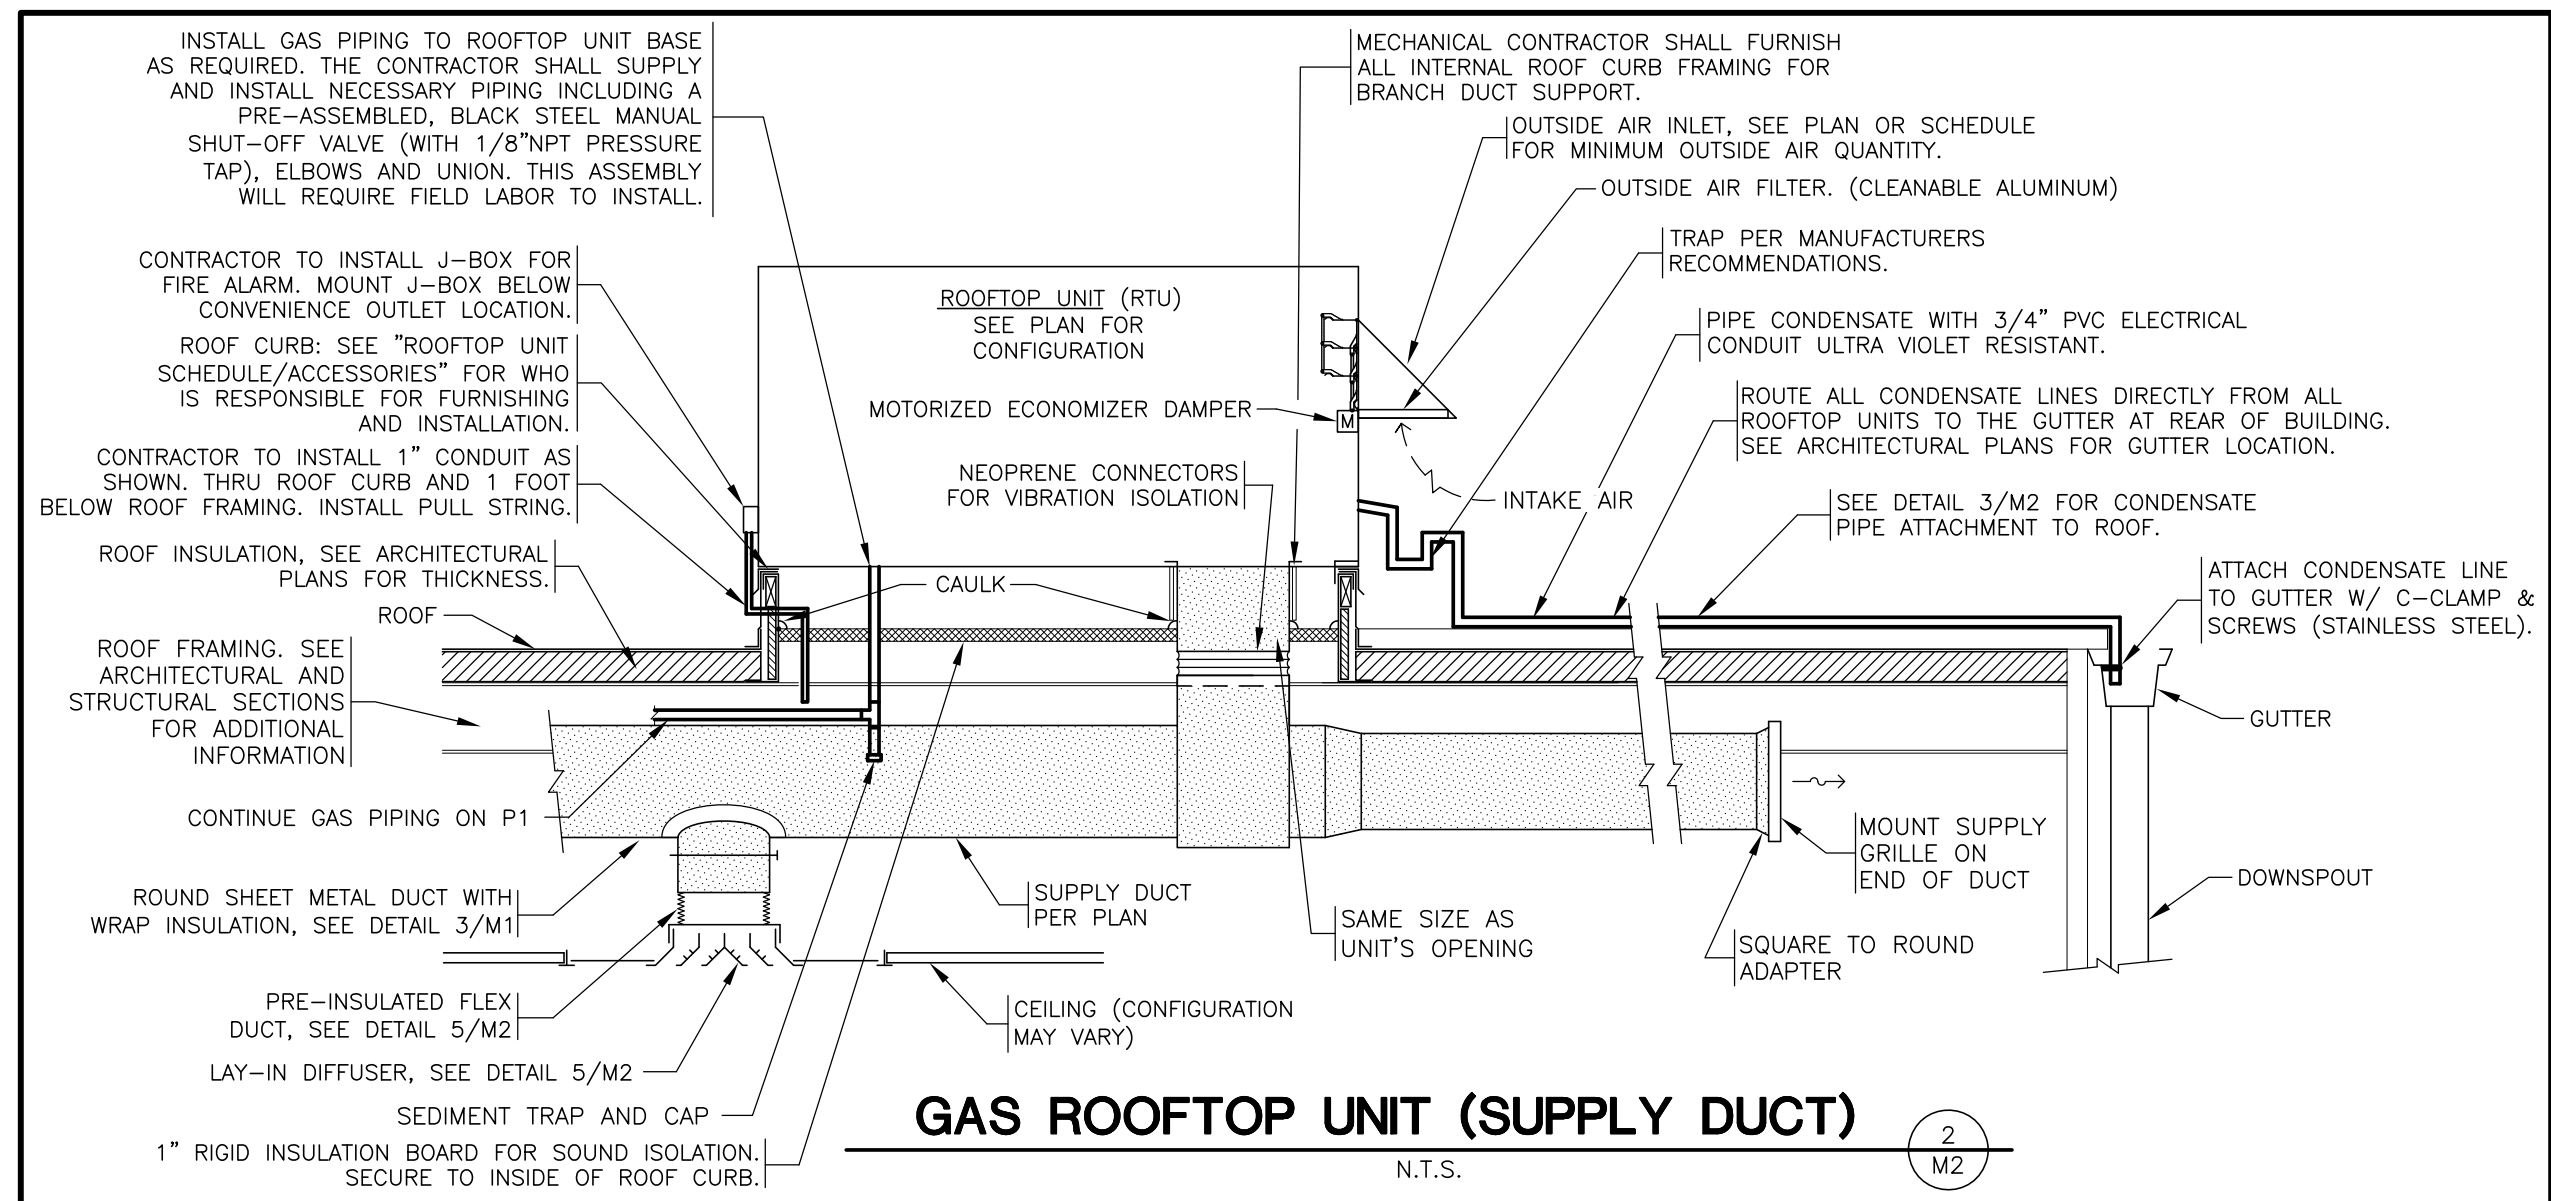 INSTALL GAS PIPING TO ROOFTOP UNIT BASE
AS REQUIRED. THE CONTRACTOR SHALL SUPPLY
AND INSTALL NECESSARY PIPING INCLUDING A
PRE-ASSEMBLED, BLACK STEEL MANUAL
SHUT-OFF VALVE (WITH 1/8"NPT PRESSURE
TAP), ELBOWS AND UNION. THIS ASSEMBLY
WILL REQUIRE FIELD LABOR TO INSTALL.
CONTRACTOR TO INSTALL J-BOX FOR
FIRE ALARM. MOUNT J-BOX BELOW
CONVENIENCE OUTLET LOCATION.
ROOF CURB: SEE "ROOFTOP UNIT
SCHEDULE/ACCESSORIES" FOR WHO
IS RESPONSIBLE FOR FURNISHING
AND INSTALLATION.
CONTRACTOR TO INSTALL 1" CONDUIT AS
SHOWN. THRU ROOF CURB AND 1 FOOT
BELOW ROOF FRAMING. INSTALL PULL STRING.
ROOF INSULATION, SEE ARCHITECTURAL
PLANS FOR THICKNESS.
ROOF
ROOF FRAMING. SEE
ARCHITECTURAL AND
STRUCTURAL SECTIONS
FOR ADDITIONAL
INFORMATION
CONTINUE GAS PIPING ON P1
ROUND SHEET METAL DUCT WITH
WRAP INSULATION, SEE DETAIL 3/M1
PRE-INSULATED FLEX
DUCT, SEE DETAIL 5/M2
LAY-IN DIFFUSER, SEE DETAIL 5/M2
SEDIMENT TRAP AND CAP
1" RIGID INSULATION BOARD FOR SOUND ISOLATION.
SECURE TO INSIDE OF ROOF CURB.
ROOFTOP UNIT (RTU)
SEE PLAN FOR
CONFIGURATION
MOTORIZED ECONOMIZER DAMPER
M
NEOPRENE CONNECTORS
FOR VIBRATION ISOLATION
CAULK
SUPPLY DUCT
PER PLAN
CEILING (CONFIGURATION
MAY VARY)
MECHANICAL CONTRACTOR SHALL FURNISH
ALL INTERNAL ROOF CURB FRAMING FOR
BRANCH DUCT SUPPORT.
OUTSIDE AIR INLET, SEE PLAN OR SCHEDULE
FOR MINIMUM OUTSIDE AIR QUANTITY.
OUTSIDE AIR FILTER. (CLEANABLE ALUMINUM)
TRAP PER MANUFACTURERS
RECOMMENDATIONS.
PIPE CONDENSATE WITH 3/4" PVC ELECTRICAL
CONDUIT ULTRA VIOLET RESISTANT.
ROUTE ALL CONDENSATE LINES DIRECTLY FROM ALL
ROOFTOP UNITS TO THE GUTTER AT REAR OF BUILDING.
SEE ARCHITECTURAL PLANS FOR GUTTER LOCATION.
INTAKE AIR
SEE DETAIL 3/M2 FOR CONDENSATE
PIPE ATTACHMENT TO ROOF.
ATTACH CONDENSATE LINE
TO GUTTER W/ C-CLAMP &
SCREWS (STAINLESS STEEL).
GUTTER
MOUNT SUPPLY
GRILLE ON
END OF DUCT
DOWNSPOUT
SAME SIZE AS
UNIT'S OPENING
SQUARE TO ROUND
ADAPTER
GAS ROOFTOP UNIT (SUPPLY DUCT)
N.T.S.
2
M2